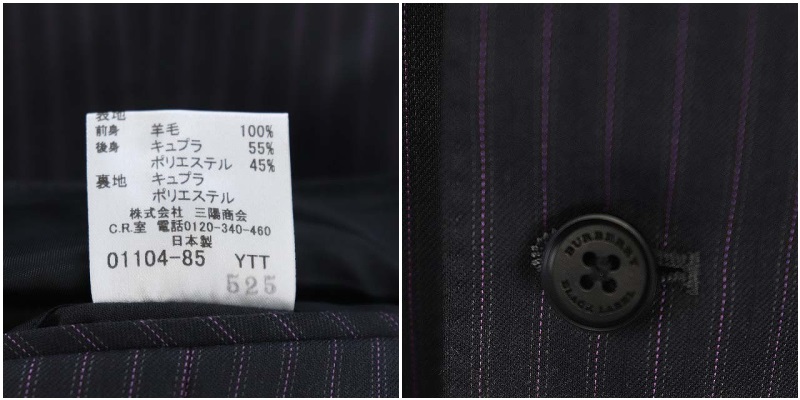 表地
前身 羊毛 100%
後身 キュプラ 55%
ポリエステル 45%
裏地 キュプラ
ポリエステル
株式会社 三陽商会
C.R.室 電話0120-340-460
日本製
01104-85 YTT
525
BURBERRY
BLACK LABEL